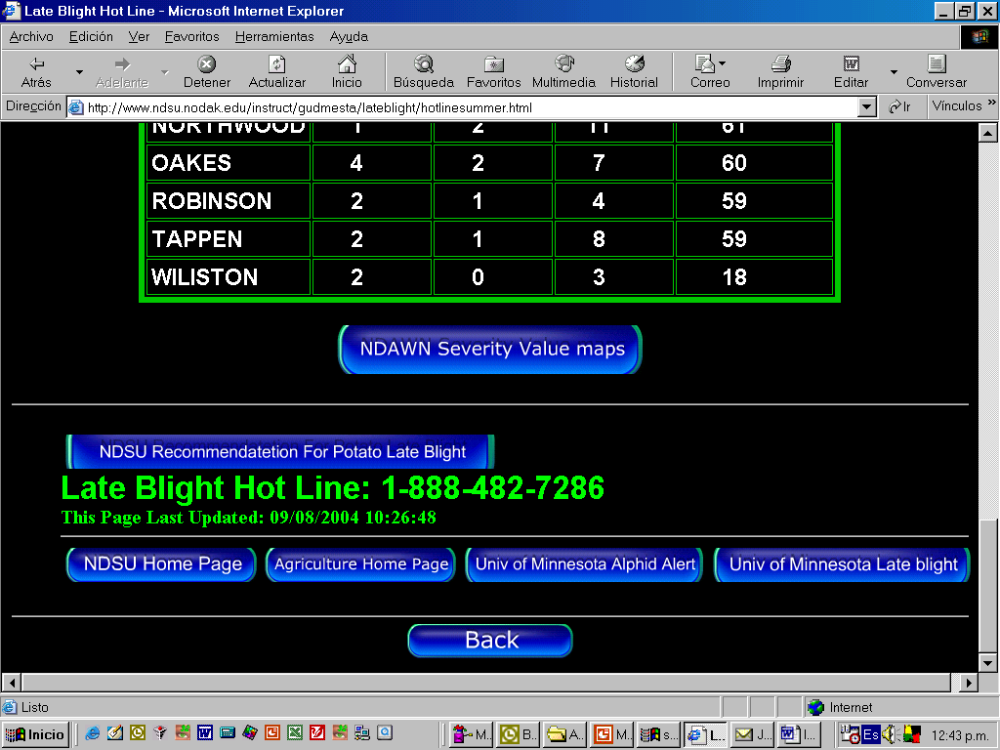 Late Blight Hot Line - Microsoft Internet Explorer
Archivo Edición Ver Favoritos Herramientas Ayuda
Atrás Adelante Detener Actualizar Inicio Búsqueda Favoritos Multimedia Historial Correo Imprimir Editar Conversar
Dirección http://www.ndsu.nodak.edu/instruct/gudmesta/lateblight/hotlinesummer.html Ir Vínculos »
NORTHWOOD 1 2 11 61
OAKES 4 2 7 60
ROBINSON 2 1 4 59
TAPPEN 2 1 8 59
WILISTON 2 0 3 18
NDAWN Severity Value maps
NDSU Recommendatetion For Potato Late Blight
Late Blight Hot Line: 1-888-482-7286
This Page Last Updated: 09/08/2004 10:26:48
NDSU Home Page Agriculture Home Page Univ of Minnesota Alphid Alert Univ of Minnesota Late blight
Back
Listo Internet
Inicio M... B... A... M... s... L... J... I... Es 12:43 p.m.